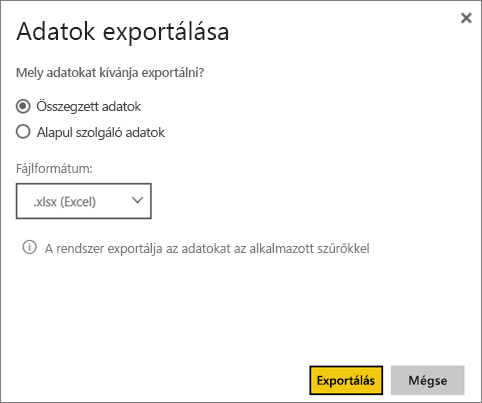 Adatok exportálása
Mely adatokat kívánja exportálni?
Összegzett adatok
Alapul szolgáló adatok
Fájlformátum:
.xlsx (Excel)
A rendszer exportálja az adatokat az alkalmazott szűrőkkel
Exportálás
Mégse